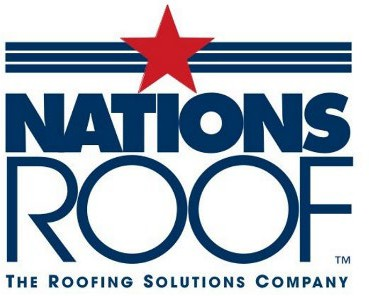 NATIONS
ROOF
TM
THE ROOFING SOLUTIONS COMPANY